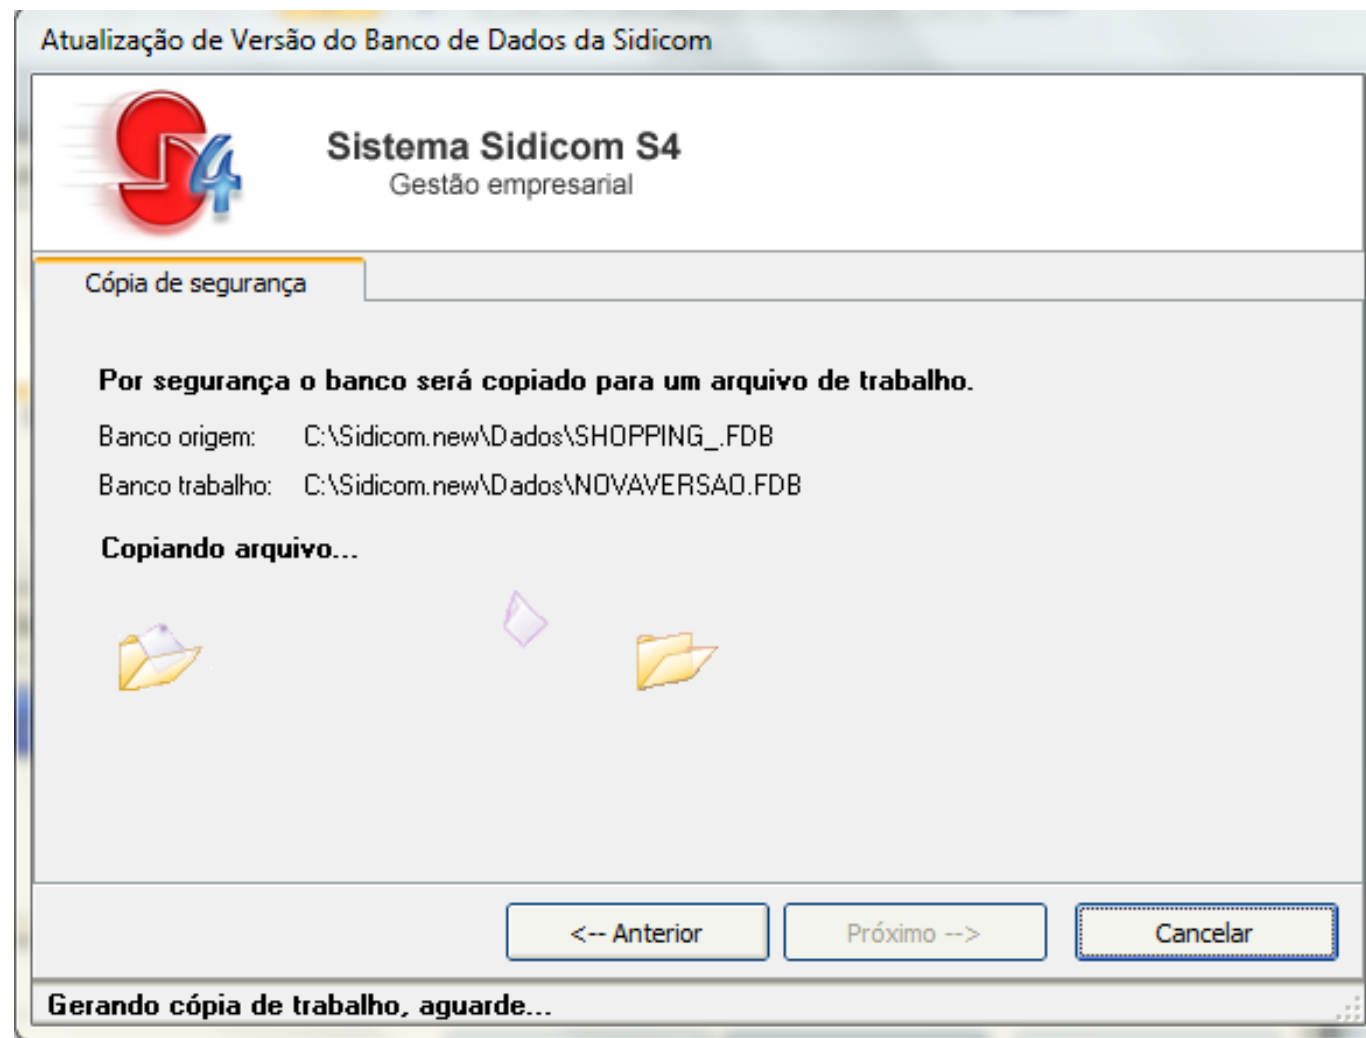 Atualização de Versão do Banco de Dados da Sidicom
S4
Sistema Sidicom S4
Gestão empresarial
Cópia de segurança
Por segurança o banco será copiado para um arquivo de trabalho.
Banco origem: C:\Sidicom.new\Dados\SHOPPING_.FDB
Banco trabalho: C:\Sidicom.new\Dados\NOVAVERSAO.FDB
Copiando arquivo...
<-- Anterior Próximo --> Cancelar
Gerando cópia de trabalho, aguarde...